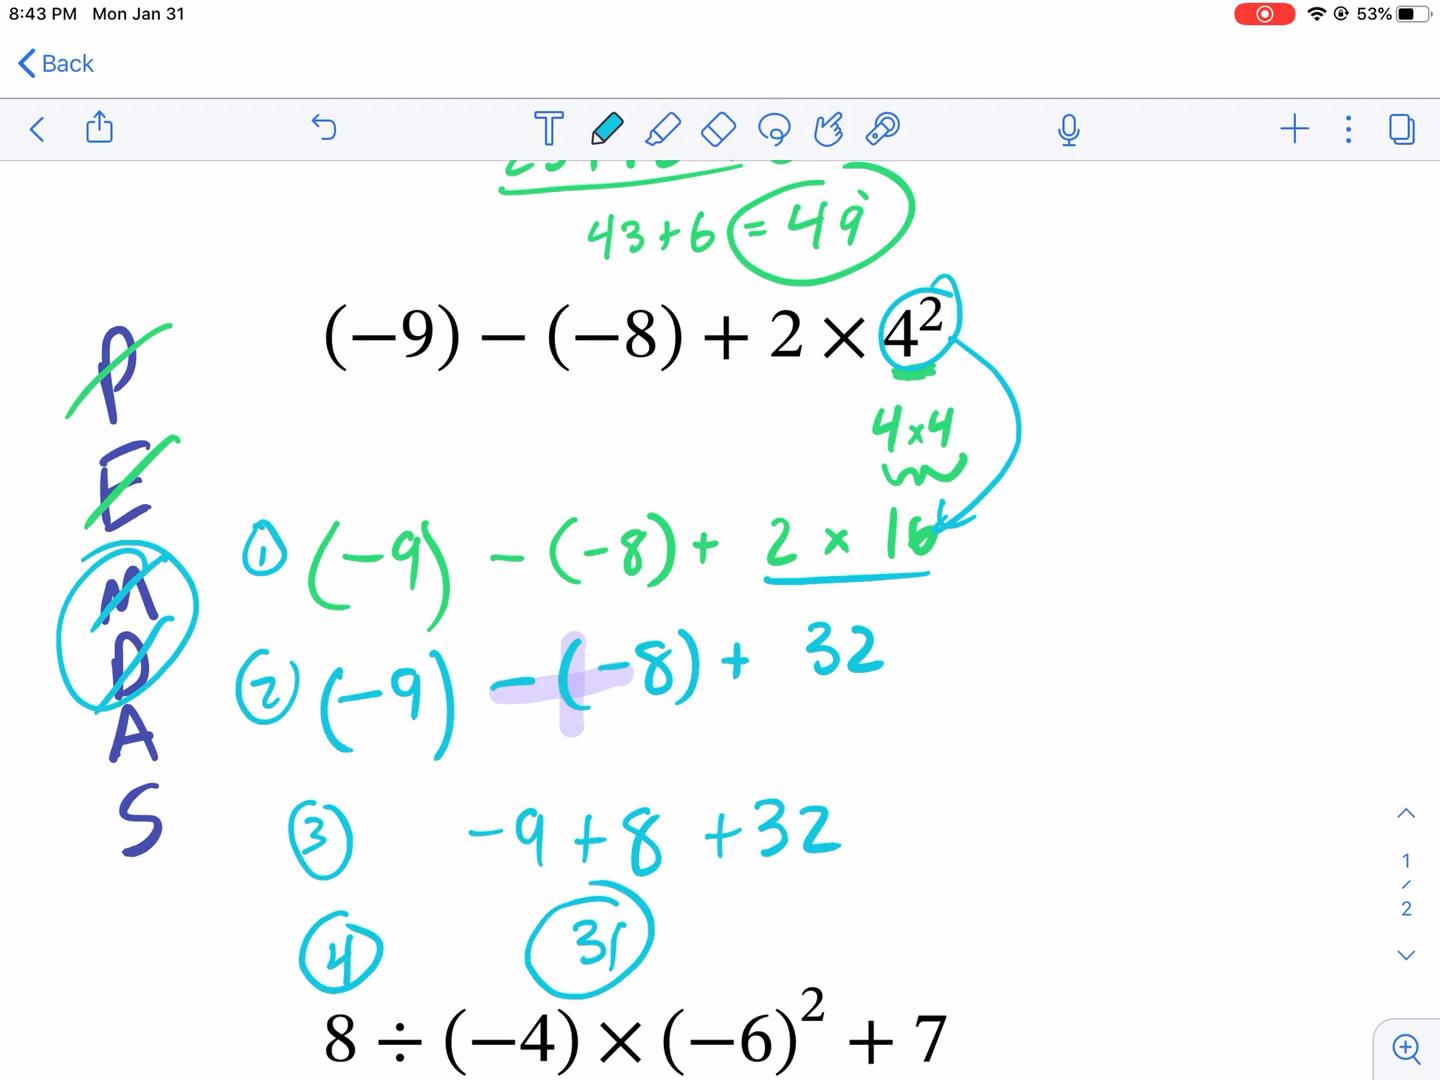 8:43 PM Mon Jan 31 53%
Back
43 + 6 = 49
(−9) − (−8) + 2 × 4²
4 × 4
① (−9) − (−8) + 2 × 16
② (−9) − (−8) + 32
③ −9 + 8 + 32
④ 31
P
E
M
D
A
S
8 ÷ (−4) × (−6)² + 7
1
/
2